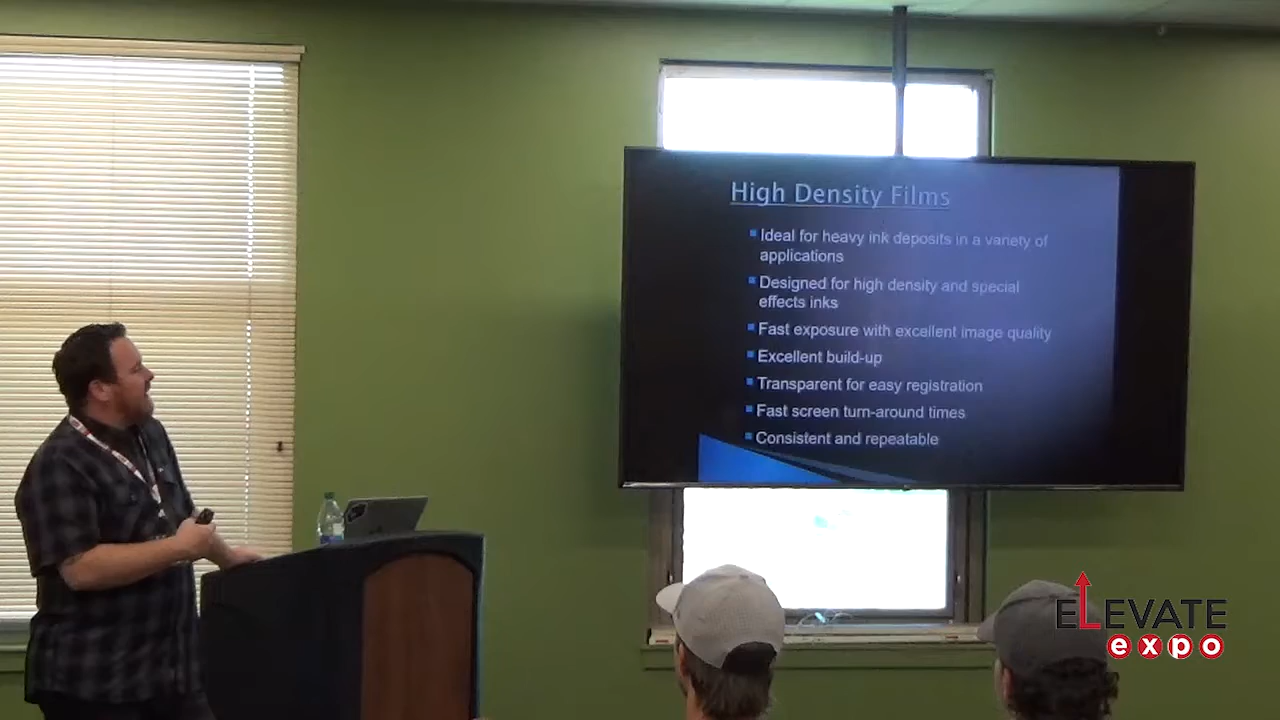 High Density Films
Ideal for heavy ink deposits in a variety of
applications
Designed for high density and special
effects inks
Fast exposure with excellent image quality
Excellent build-up
Transparent for easy registration
Fast screen turn-around times
Consistent and repeatable
ELEVATE
expo